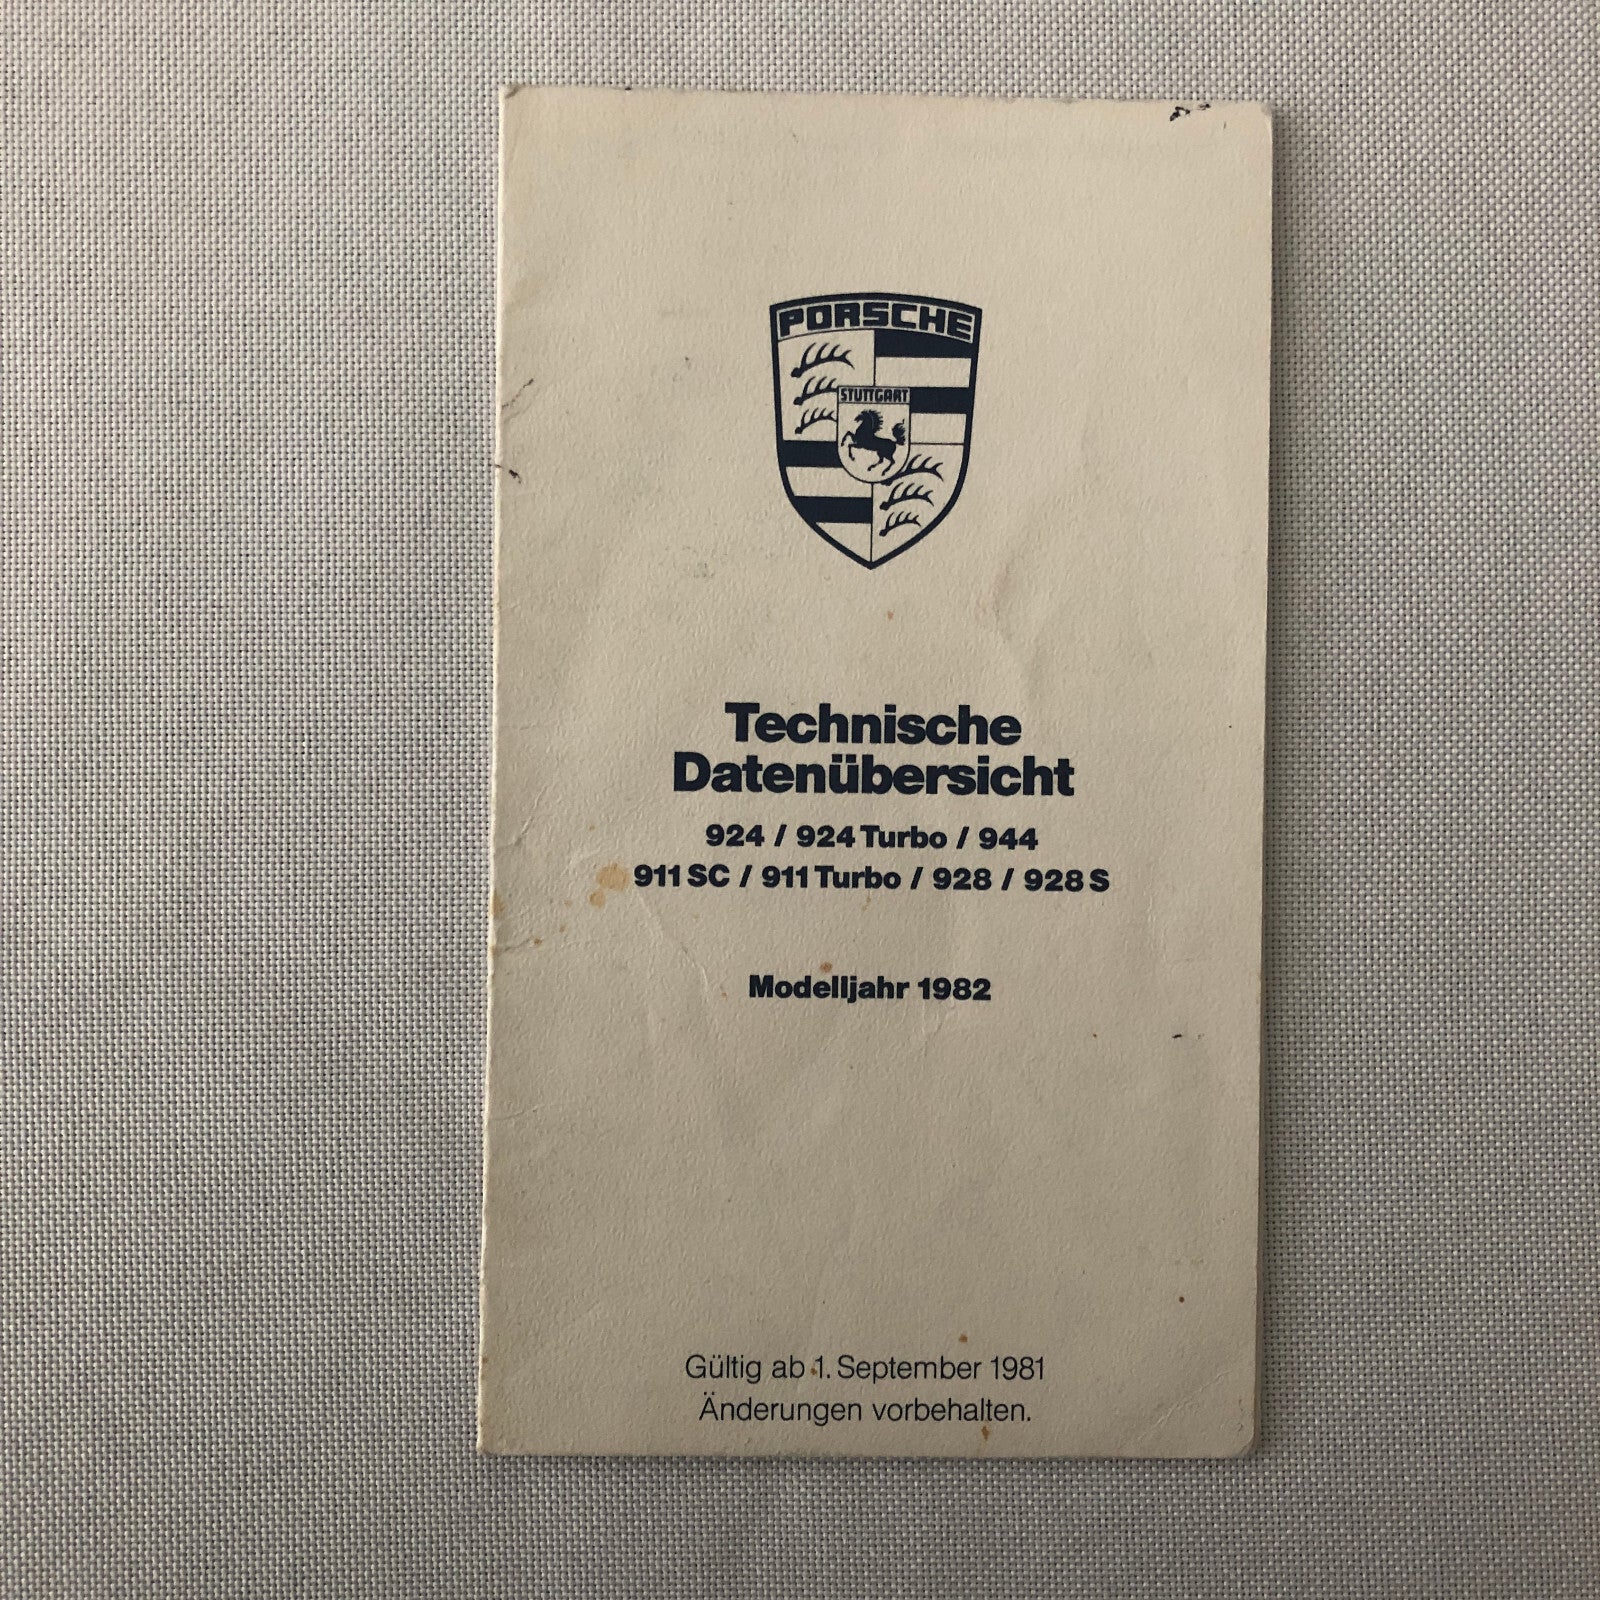 PORSCHE
STUTTGART
Technische
Datenübersicht
924 / 924 Turbo / 944
911 SC / 911 Turbo / 928 / 928 S
Modelljahr 1982
Gültig ab 1. September 1981
Änderungen vorbehalten.